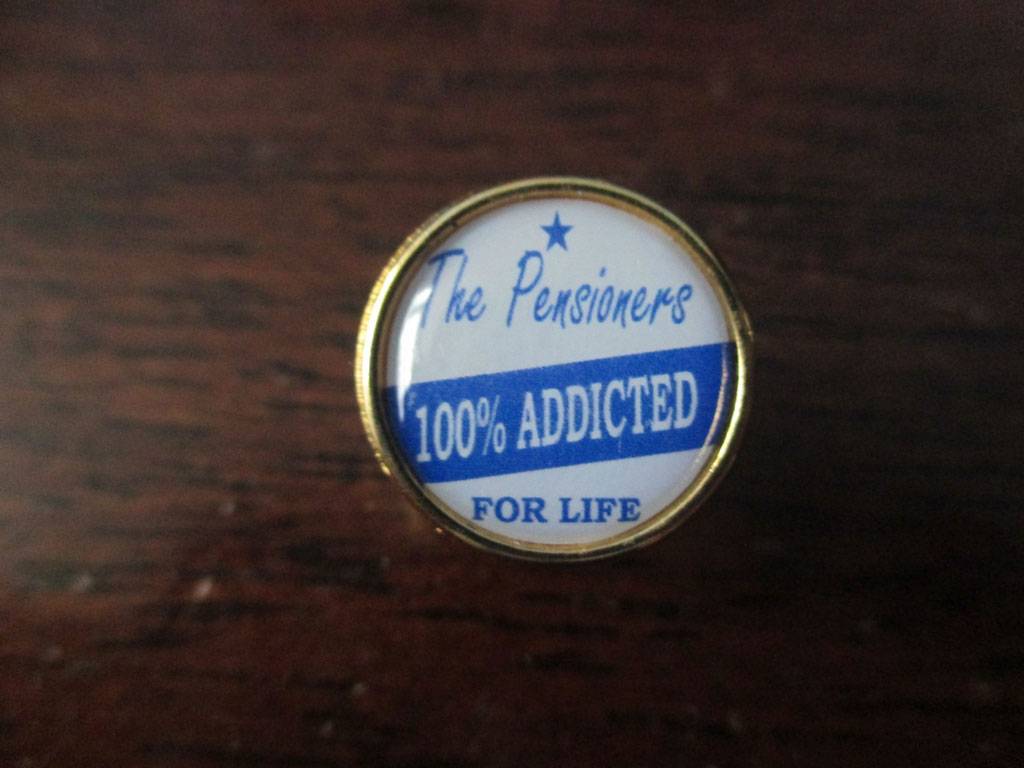 The Pensioners
100% ADDICTED
FOR LIFE